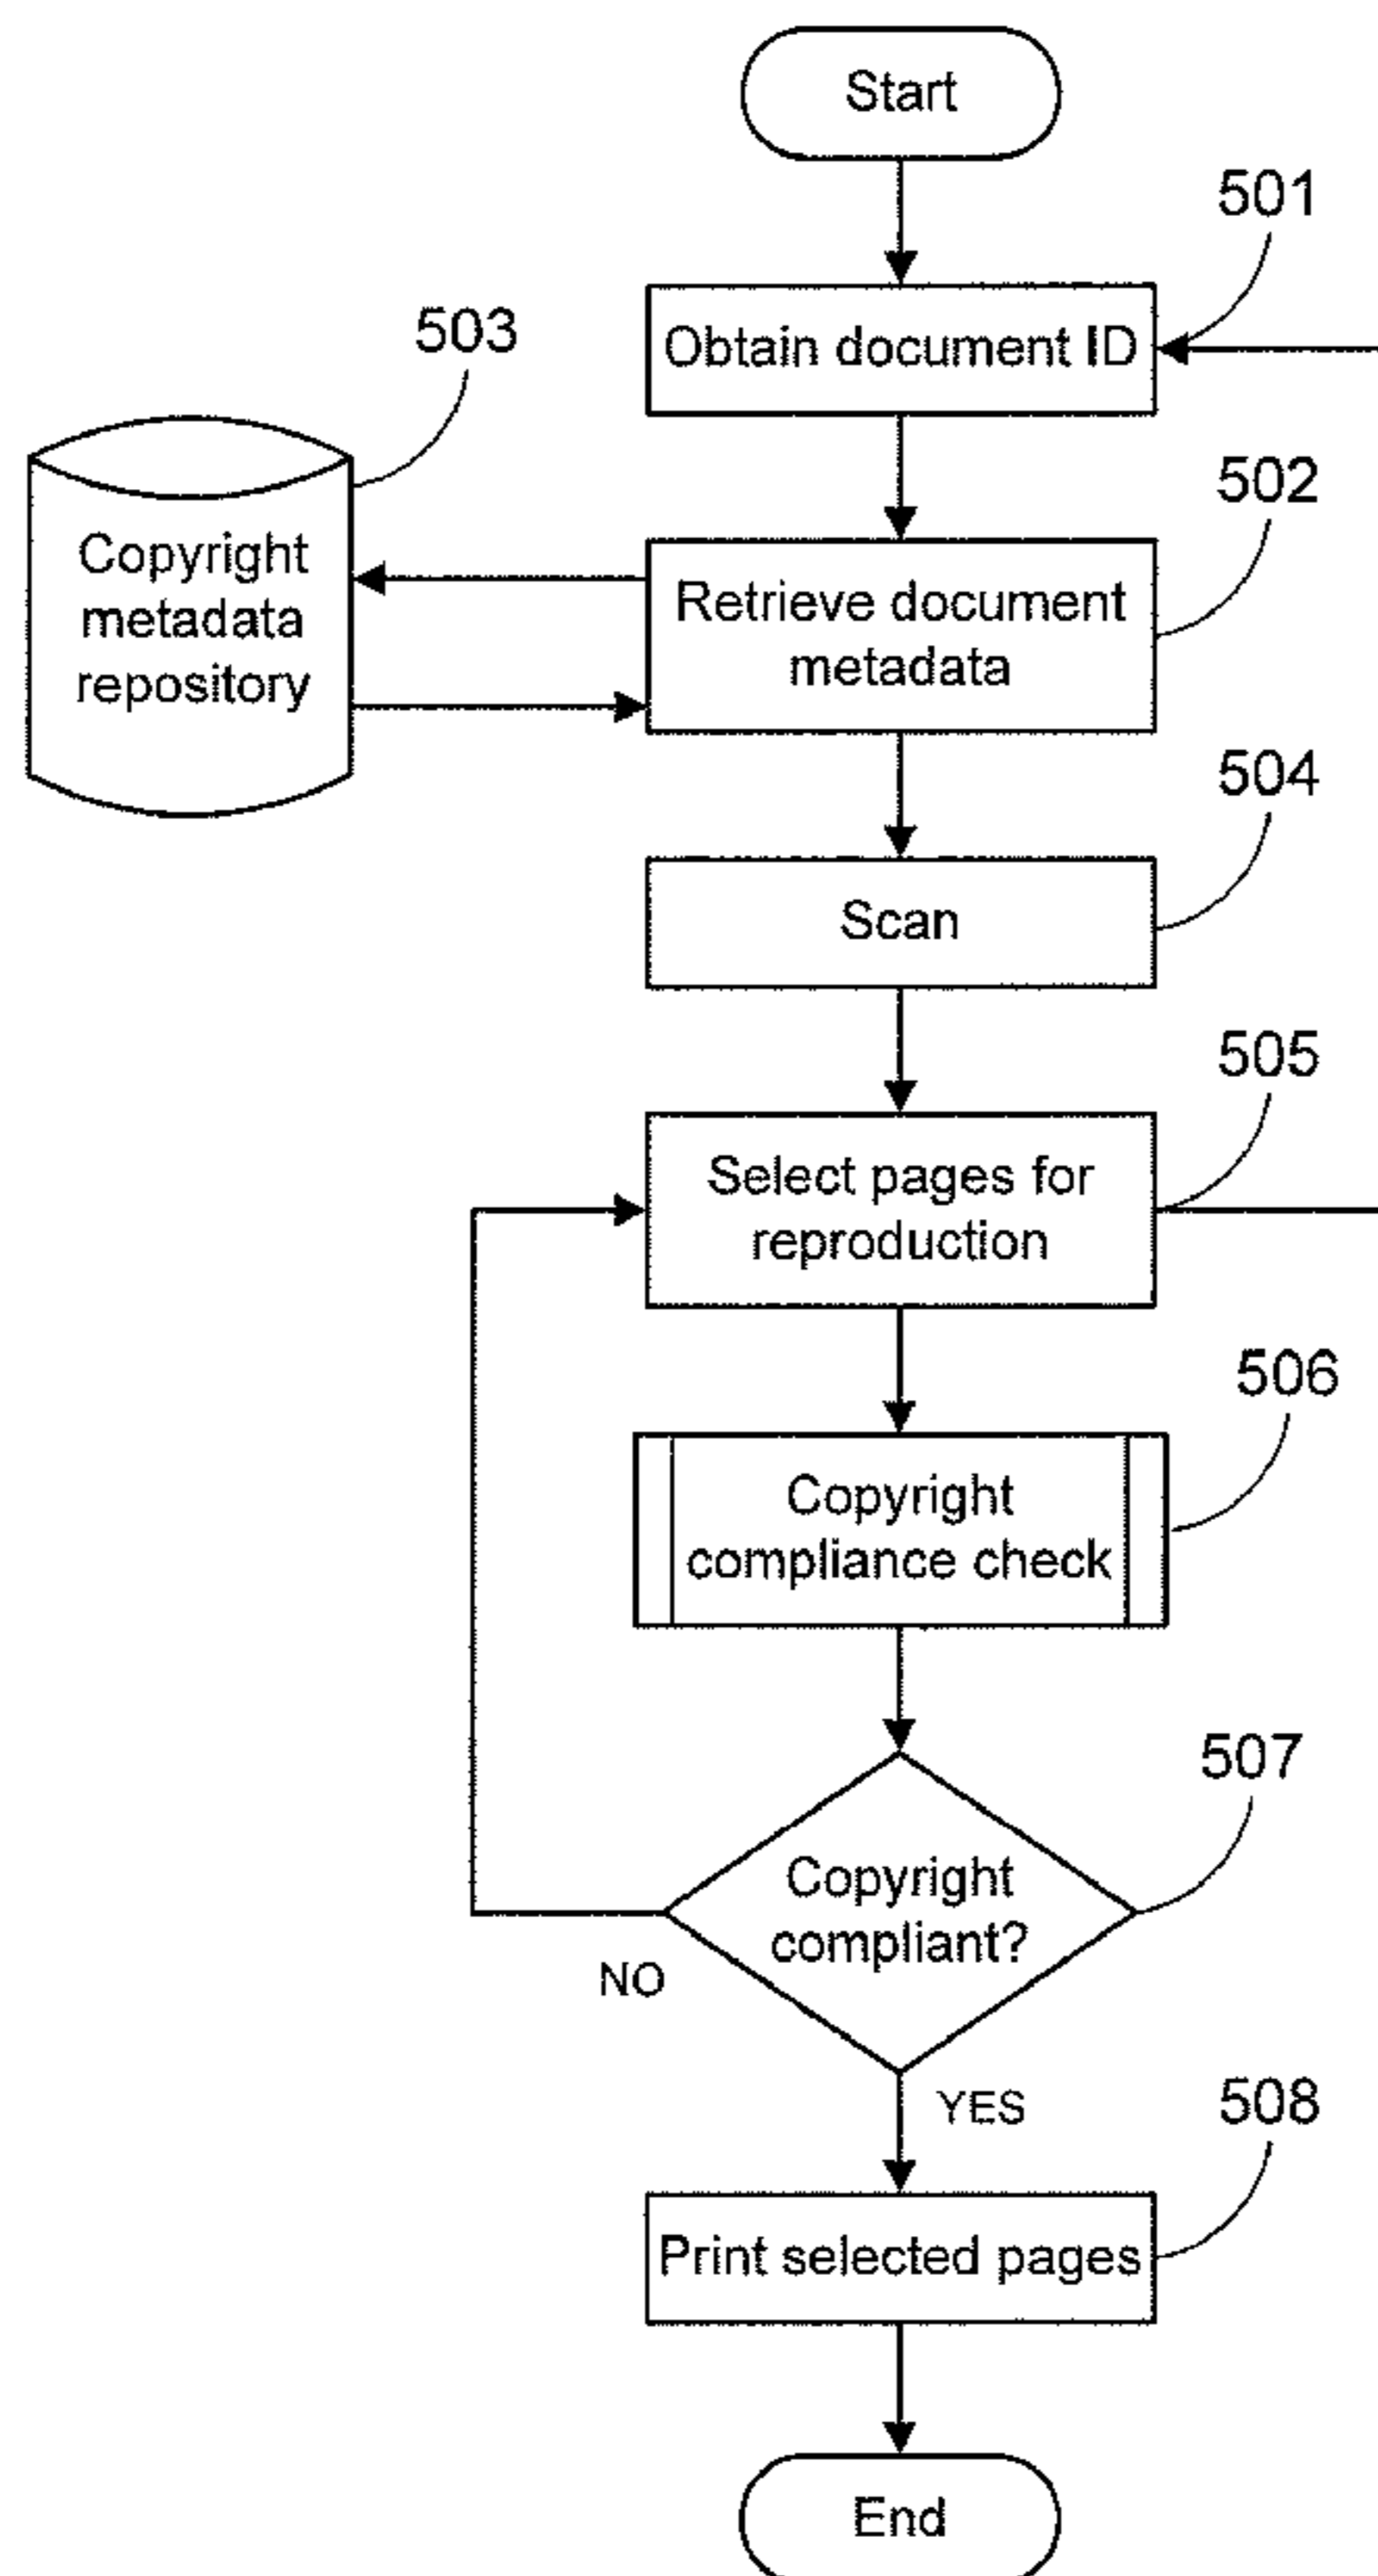 Start
501
Obtain document ID
503
502
Copyright
metadata
repository
Retrieve document
metadata
504
Scan
505
Select pages for
reproduction
506
Copyright
compliance check
507
Copyright
compliant?
NO
YES
508
Print selected pages
End